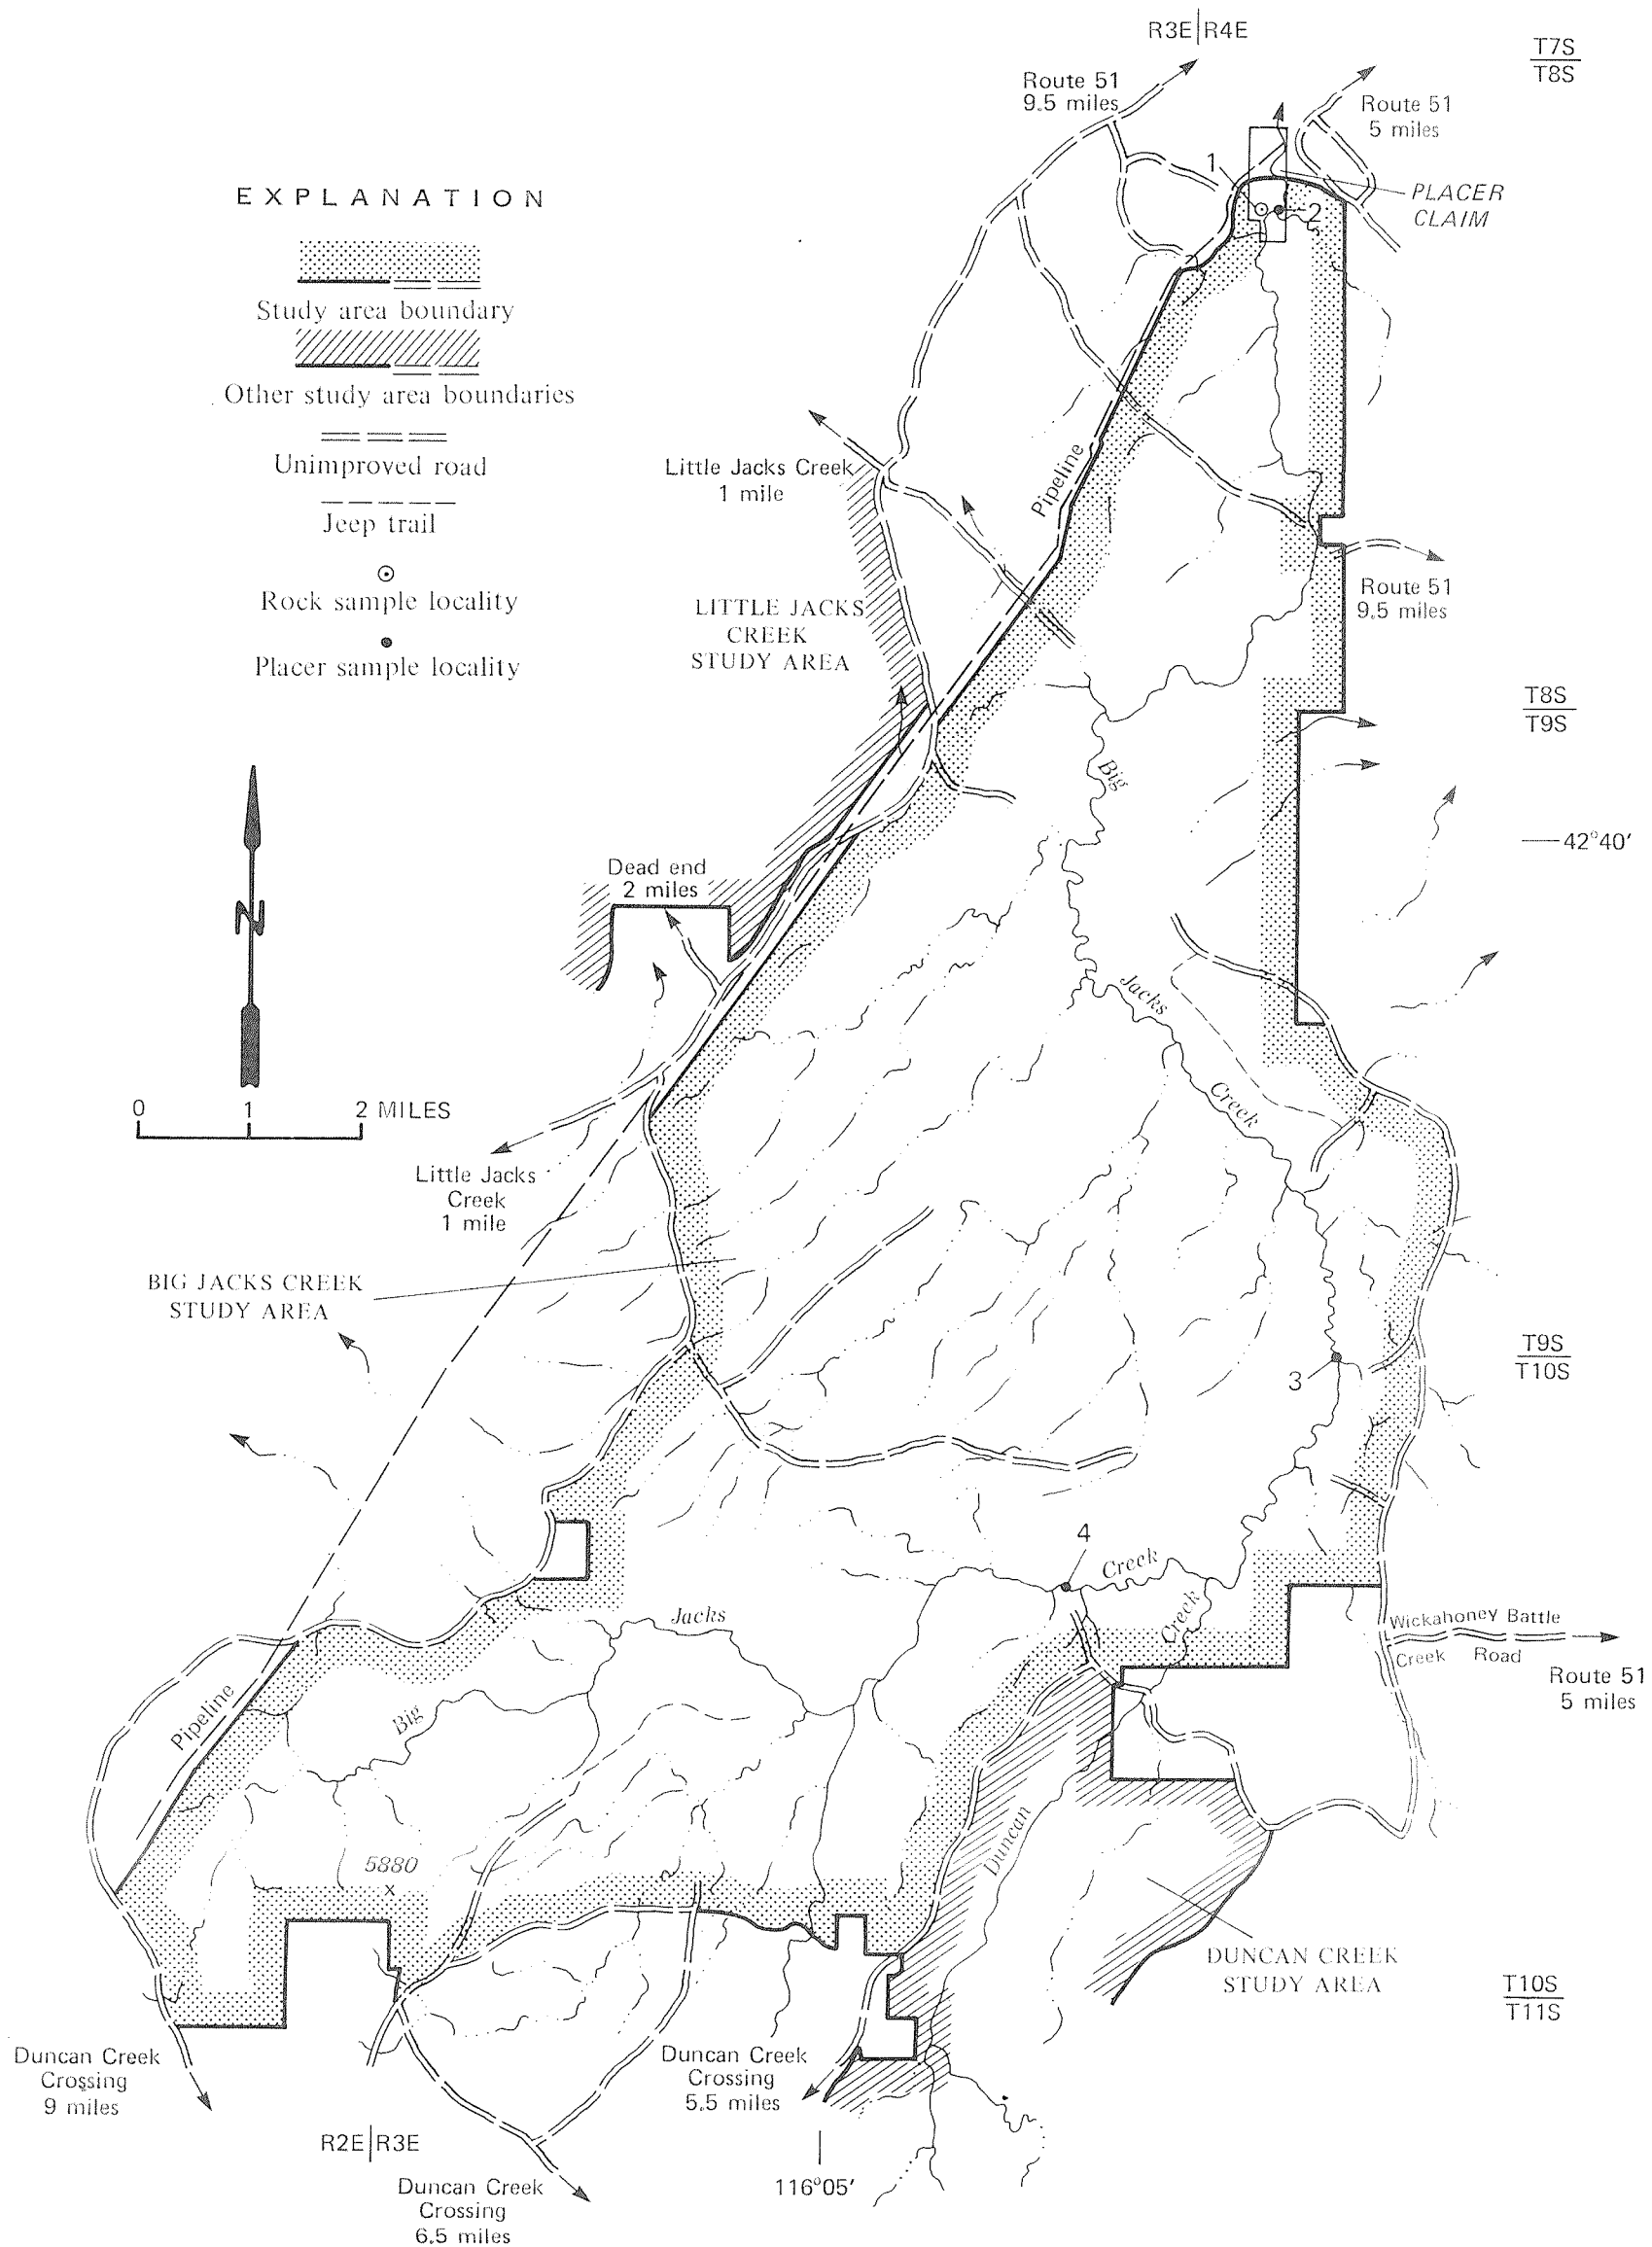 R3E|R4E
T7S
T8S
Route 51
9.5 miles
Route 51
5 miles
1
PLACER
CLAIM
2
EXPLANATION
Study area boundary
Other study area boundaries
Unimproved road
Jeep trail
Rock sample locality
Placer sample locality
Little Jacks Creek
1 mile
Pipeline
LITTLE JACKS
CREEK
STUDY AREA
Route 51
9.5 miles
T8S
T9S
Big
42°40'
Dead end
2 miles
N
Jacks
Creek
0 1 2 MILES
Little Jacks
Creek
1 mile
BIG JACKS CREEK
STUDY AREA
T9S
T10S
3
4
Creek
Creek
Jacks
Big
Wickahoney Battle
Creek Road
Route 51
5 miles
Pipeline
Duncan
5880
x
DUNCAN CREEK
STUDY AREA
T10S
T11S
Duncan Creek
Crossing
9 miles
Duncan Creek
Crossing
5.5 miles
R2E|R3E
116°05'
Duncan Creek
Crossing
6.5 miles